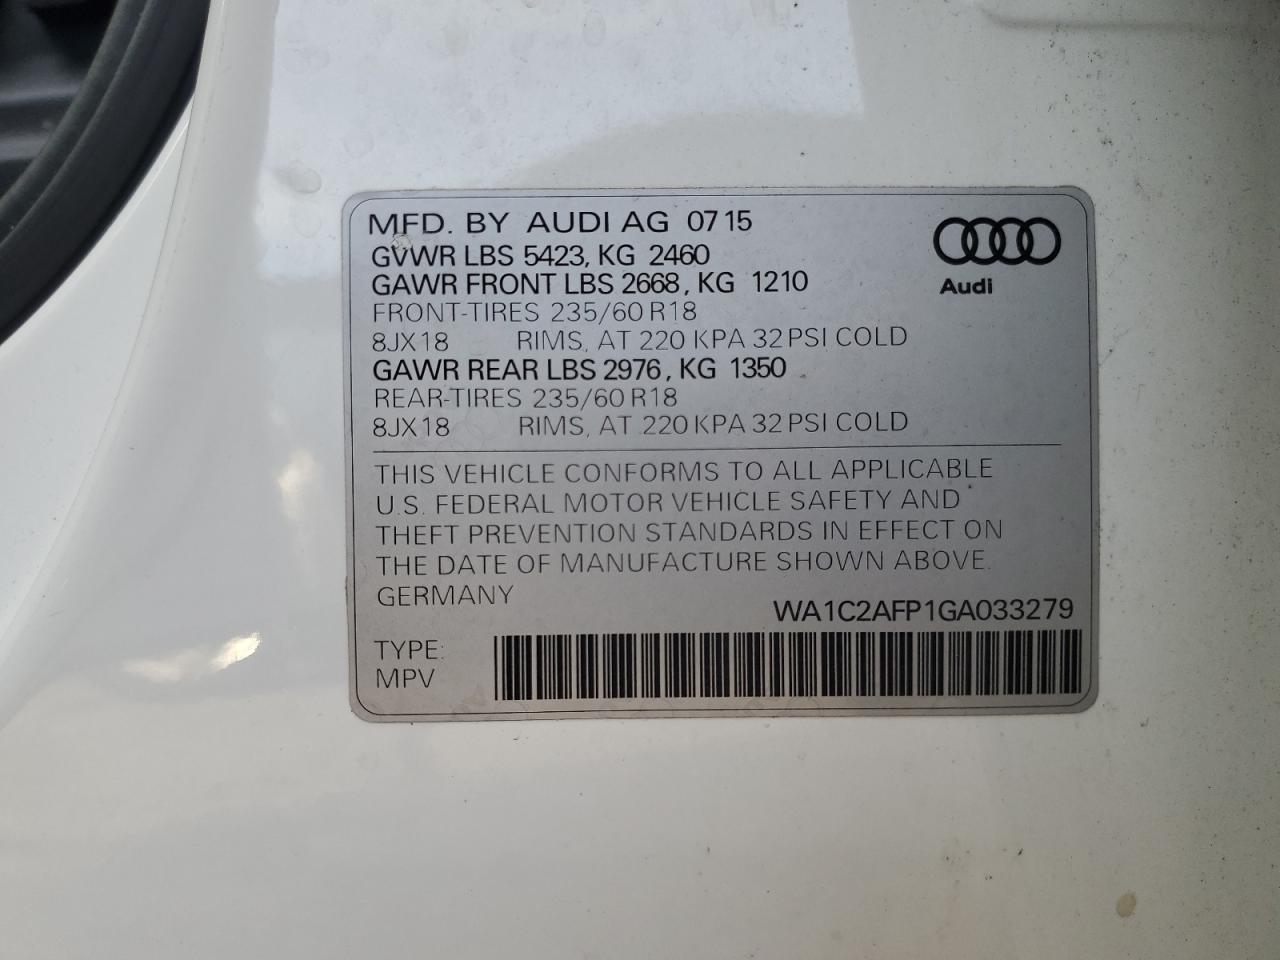 MFD. BY AUDI AG 07 15
GVWR LBS 5423, KG 2460
GAWR FRONT LBS 2668, KG 1210
FRONT-TIRES 235/60 R18
8JX18 RIMS, AT 220 KPA 32 PSI COLD
GAWR REAR LBS 2976, KG 1350
REAR-TIRES 235/60 R18
8JX18 RIMS, AT 220 KPA 32 PSI COLD
Audi
THIS VEHICLE CONFORMS TO ALL APPLICABLE
U.S. FEDERAL MOTOR VEHICLE SAFETY AND
THEFT PREVENTION STANDARDS IN EFFECT ON
THE DATE OF MANUFACTURE SHOWN ABOVE.
GERMANY
WA1C2AFP1GA033279
TYPE:
MPV